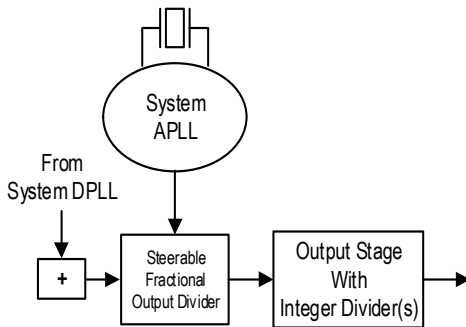 System
APLL
From
System DPLL
+
Steerable
Fractional
Output Divider
Output Stage
With
Integer Divider(s)